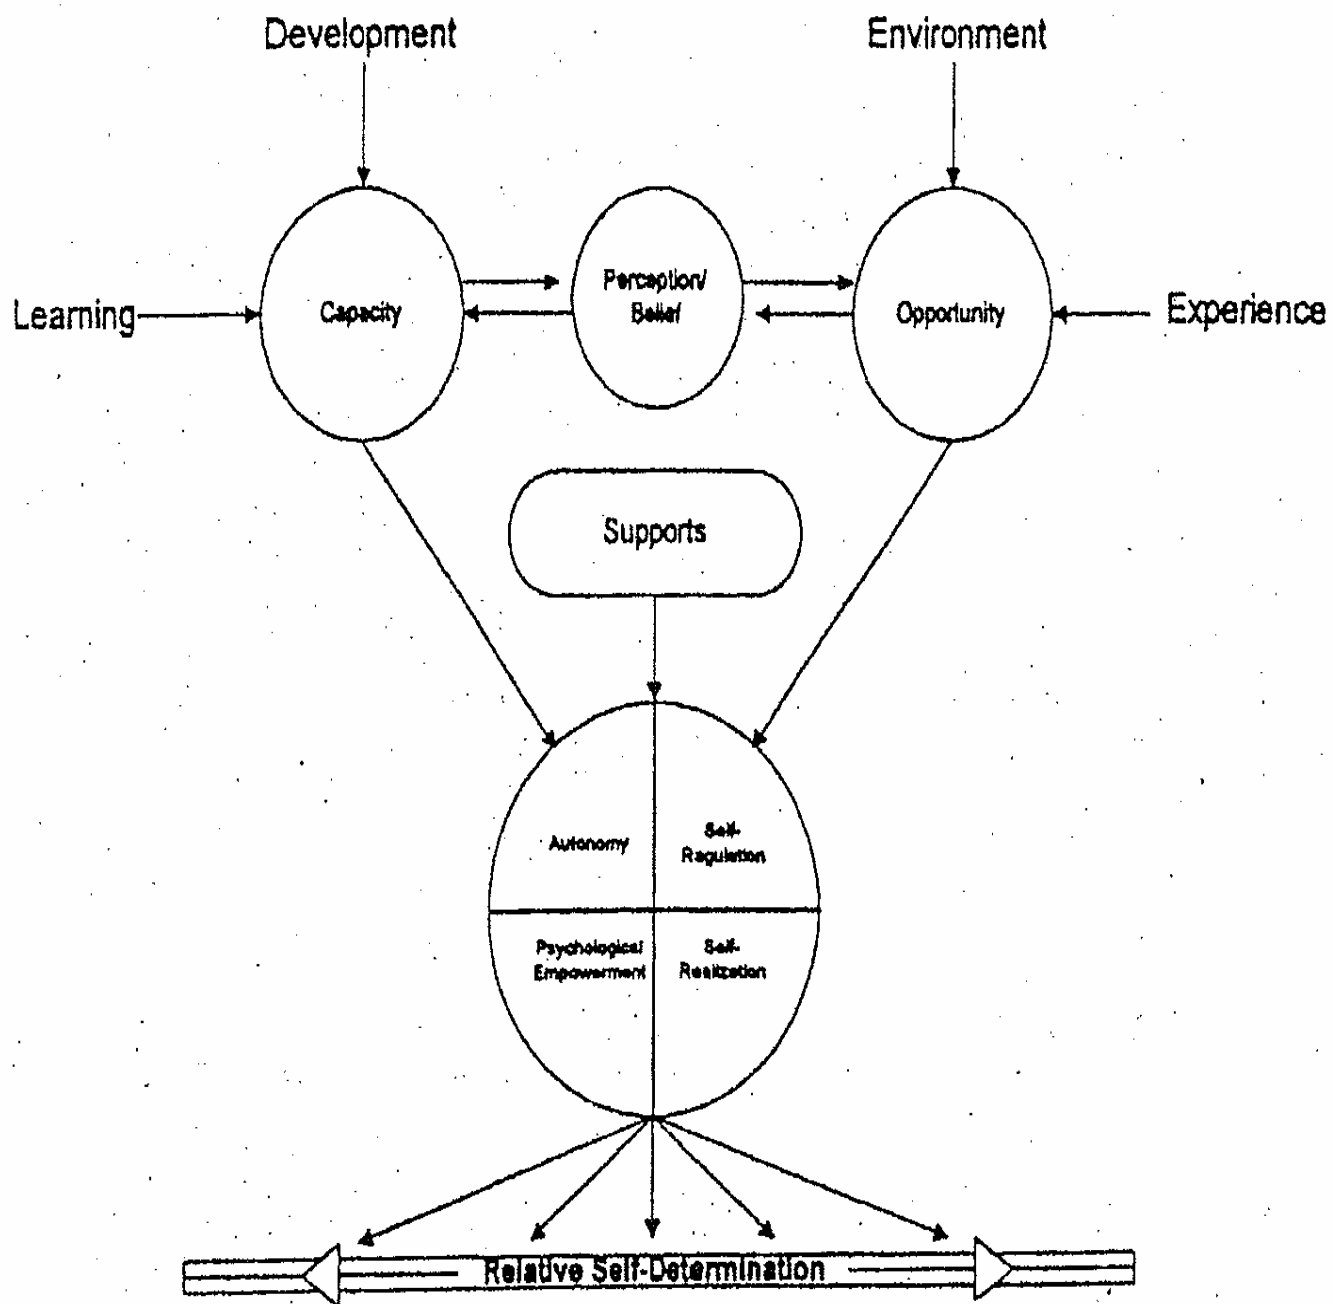 Development
Environment
Learning
Capacity
Perception/
Belief
Opportunity
Experience
Supports
Autonomy
Self-
Regulation
Psychological
Empowerment
Self-
Realization
Relative Self-Determination